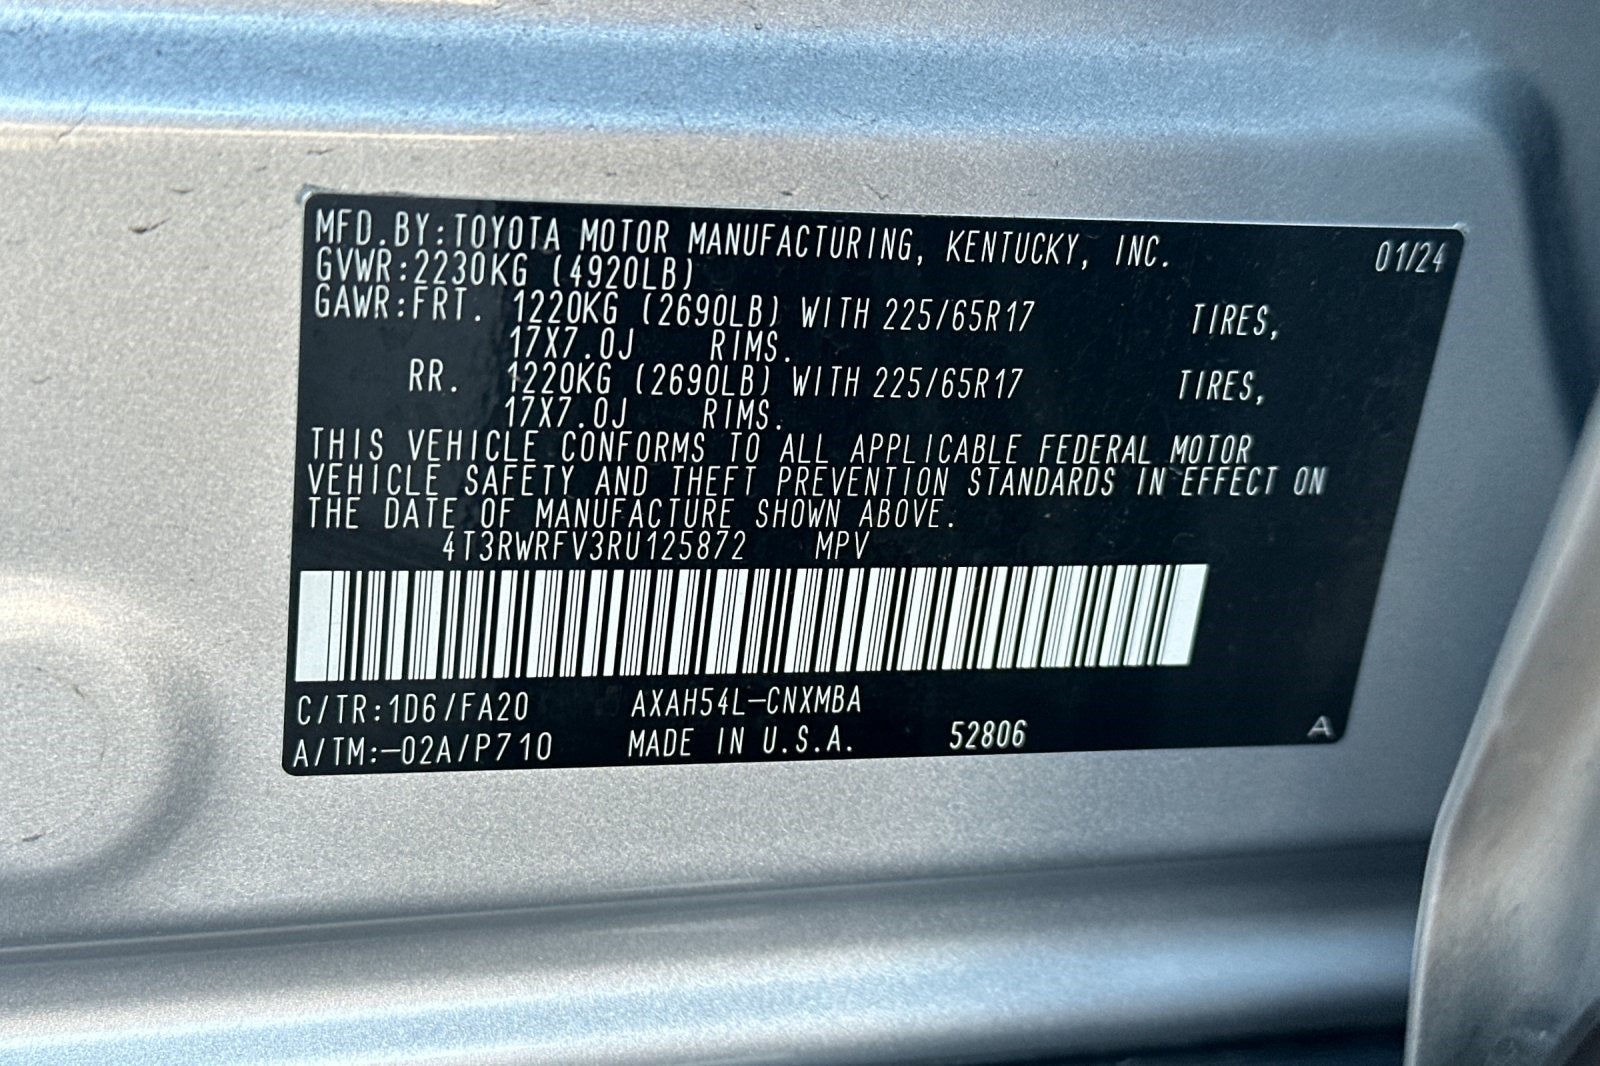 MFD.BY:TOYOTA MOTOR MANUFACTURING, KENTUCKY, INC. 01/24
GVWR:2230KG (4920LB)
GAWR:FRT. 1220KG (2690LB) WITH 225/65R17 TIRES,
17X7.0J RIMS.
RR. 1220KG (2690LB) WITH 225/65R17 TIRES,
17X7.0J RIMS.
THIS VEHICLE CONFORMS TO ALL APPLICABLE FEDERAL MOTOR
VEHICLE SAFETY AND THEFT PREVENTION STANDARDS IN EFFECT ON
THE DATE OF MANUFACTURE SHOWN ABOVE.
4T3RWRFV3RU125872 MPV
C/TR:1D6/FA20 AXAH54L-CNXMBA
A/TM:-02A/P710 MADE IN U.S.A. 52806 A